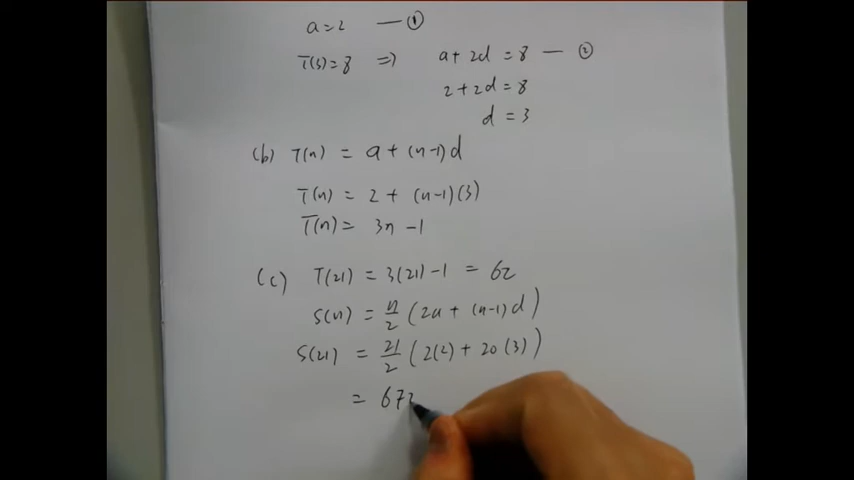 a = 2 — ①
T(3) = 8 ⇒ a + 2d = 8 — ②
2 + 2d = 8
d = 3
(b) T(n) = a + (n-1)d
T(n) = 2 + (n-1)(3)
T(n) = 3n - 1
(c) T(21) = 3(21) - 1 = 62
S(n) = n/2 (2a + (n-1)d)
S(21) = 21/2 (2(2) + 20(3))
= 67